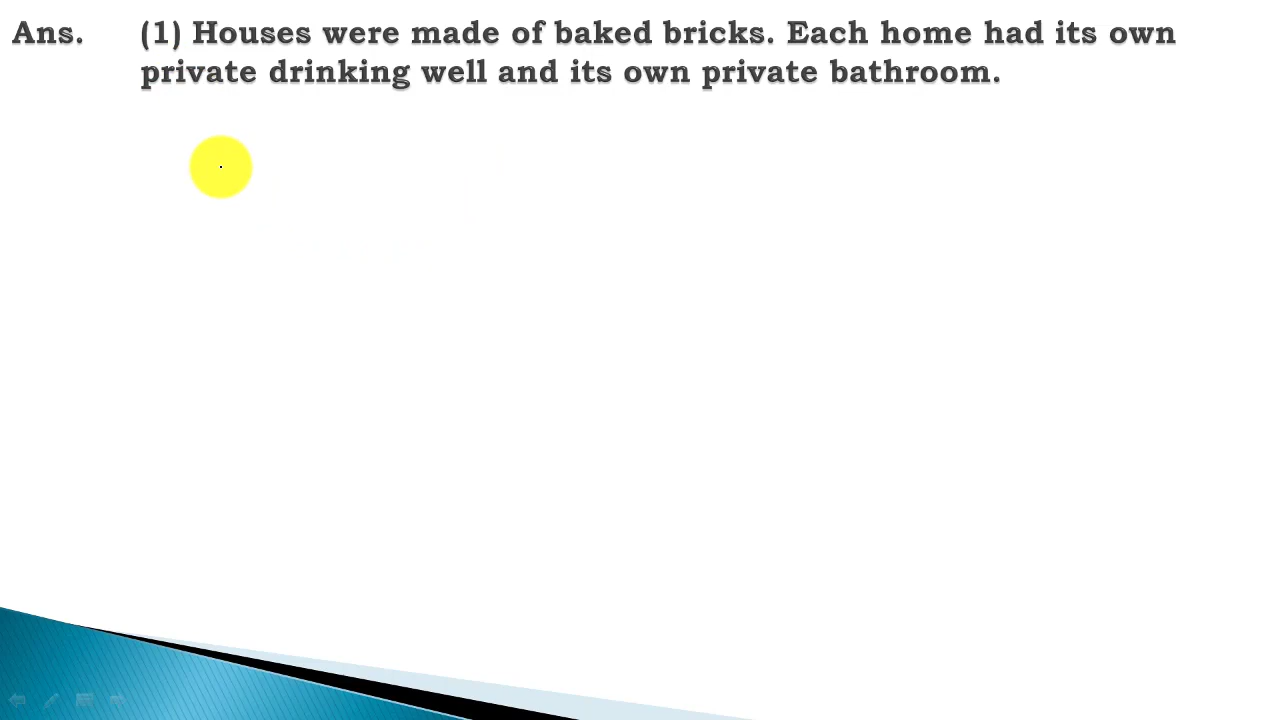 Ans. (1) Houses were made of baked bricks. Each home had its own
private drinking well and its own private bathroom.